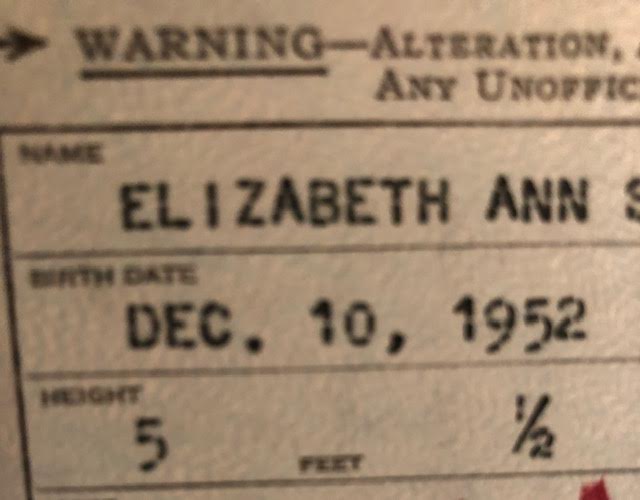 WARNING—ALTERATION,
ANY UNOFFIC
NAME
ELIZABETH ANN S
BIRTH DATE
DEC. 10, 1952
HEIGHT
5 FEET ½